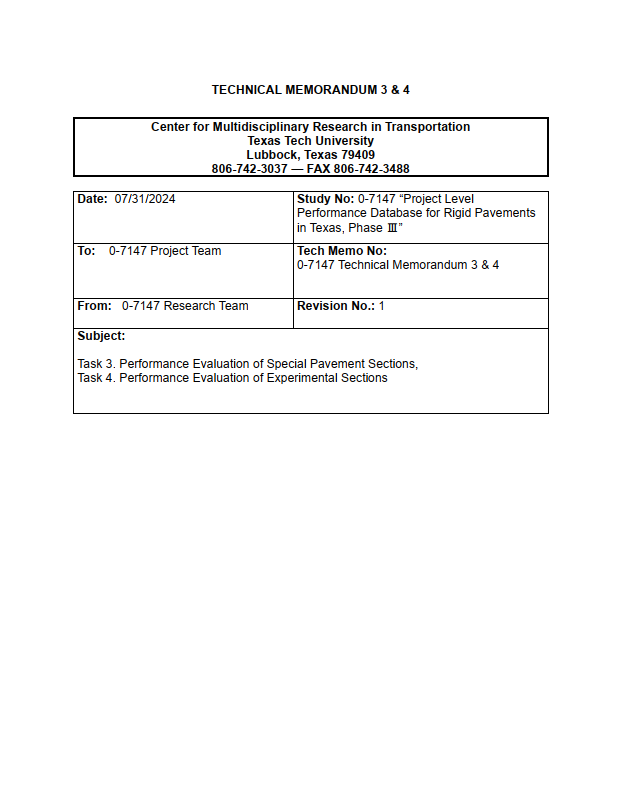 TECHNICAL MEMORANDUM 3 & 4
Center for Multidisciplinary Research in Transportation
Texas Tech University
Lubbock, Texas 79409
806-742-3037 — FAX 806-742-3488
Date: 07/31/2024
Study No: 0-7147 “Project Level
Performance Database for Rigid Pavements
in Texas, Phase Ⅲ”
To: 0-7147 Project Team
Tech Memo No:
0-7147 Technical Memorandum 3 & 4
From: 0-7147 Research Team
Revision No.: 1
Subject:
Task 3. Performance Evaluation of Special Pavement Sections,
Task 4. Performance Evaluation of Experimental Sections